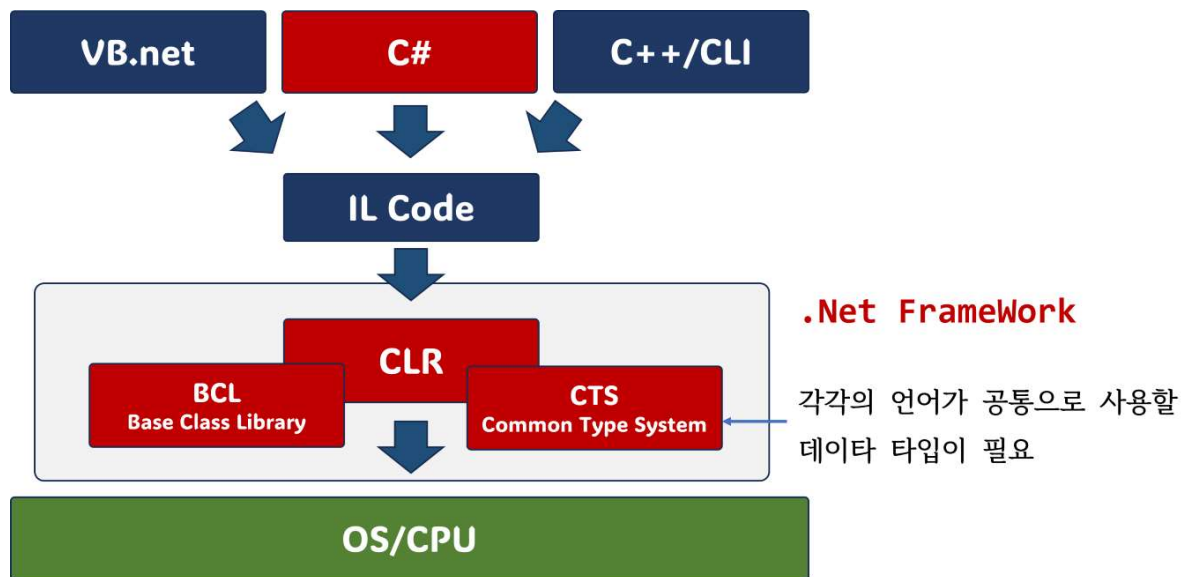 VB.net
C#
C++/CLI
IL Code
.Net FrameWork
CLR
BCL
Base Class Library
CTS
Common Type System
각각의 언어가 공통으로 사용할
데이타 타입이 필요
OS/CPU